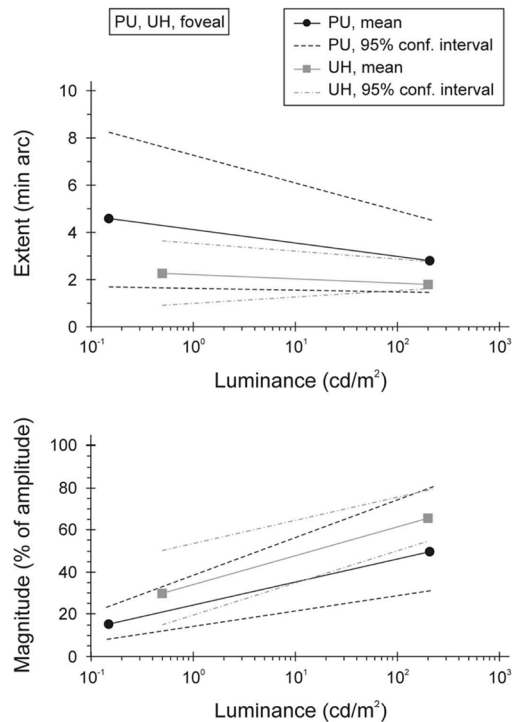 PU, UH, foveal
PU, mean
PU, 95% conf. interval
UH, mean
UH, 95% conf. interval
Extent (min arc)
10
8
6
4
2
0
10⁻¹ 10⁰ 10¹ 10² 10³
Luminance (cd/m²)
Magnitude (% of amplitude)
100
80
60
40
20
0
10⁻¹ 10⁰ 10¹ 10² 10³
Luminance (cd/m²)